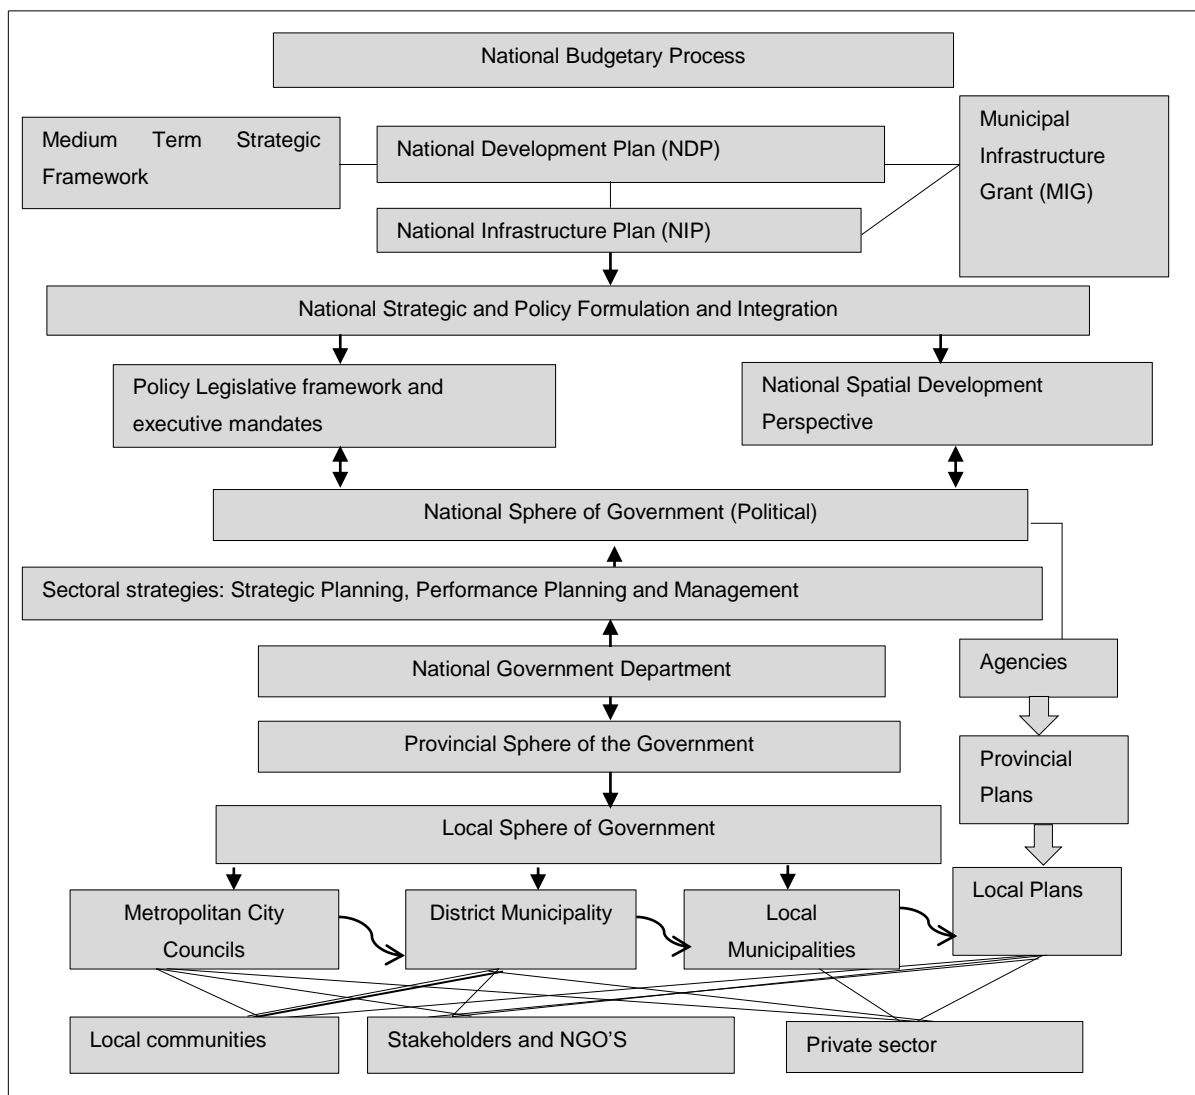 National Budgetary Process
Medium Term Strategic
Framework
National Development Plan (NDP)
Municipal
Infrastructure
Grant (MIG)
National Infrastructure Plan (NIP)
National Strategic and Policy Formulation and Integration
Policy Legislative framework and
executive mandates
National Spatial Development
Perspective
National Sphere of Government (Political)
Sectoral strategies: Strategic Planning, Performance Planning and Management
National Government Department
Agencies
Provincial Sphere of the Government
Provincial
Plans
Local Sphere of Government
Metropolitan City
Councils
District Municipality
Local
Municipalities
Local Plans
Local communities
Stakeholders and NGO’S
Private sector